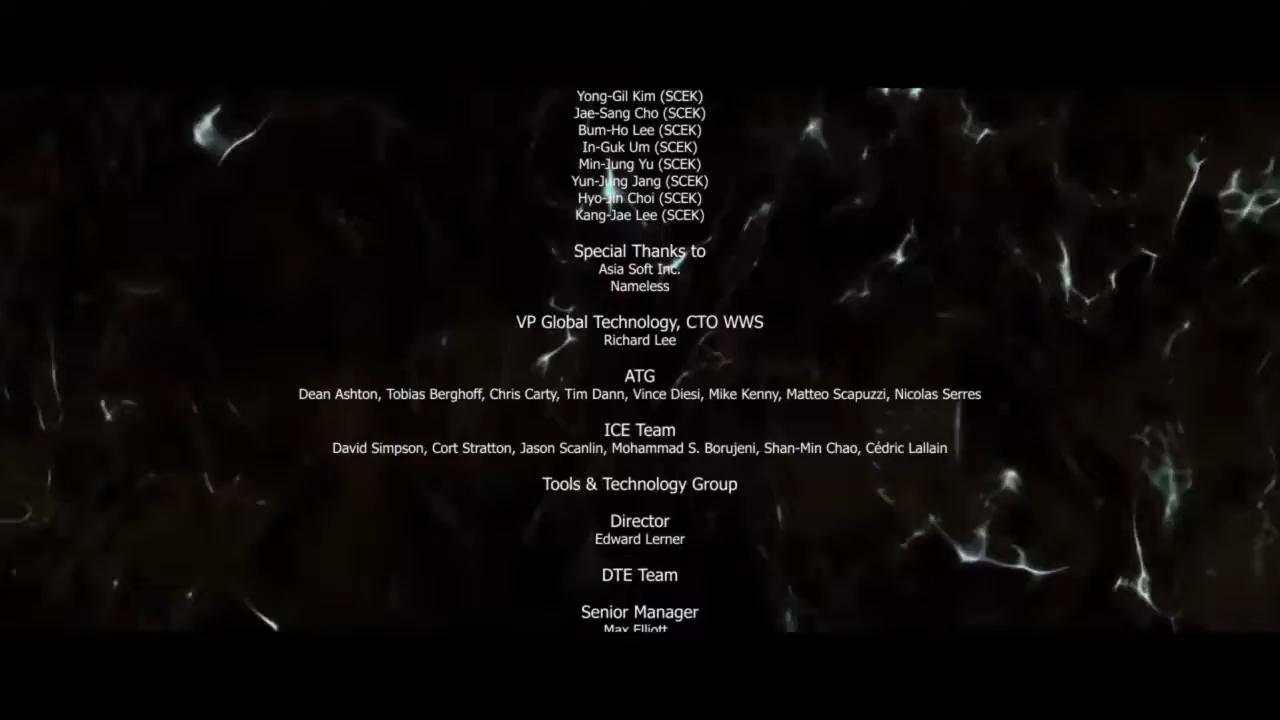 Yong-Gil Kim (SCEK)
Jae-Sang Cho (SCEK)
Bum-Ho Lee (SCEK)
In-Guk Um (SCEK)
Min-Jung Yu (SCEK)
Yun-Jung Jang (SCEK)
Hyo-Jin Choi (SCEK)
Kang-Jae Lee (SCEK)
Special Thanks to
Asia Soft Inc.
Nameless
VP Global Technology, CTO WWS
Richard Lee
ATG
Dean Ashton, Tobias Berghoff, Chris Carty, Tim Dann, Vince Diesi, Mike Kenny, Matteo Scapuzzi, Nicolas Serres
ICE Team
David Simpson, Cort Stratton, Jason Scanlin, Mohammad S. Borujeni, Shan-Min Chao, Cédric Lallain
Tools & Technology Group
Director
Edward Lerner
DTE Team
Senior Manager
Max Elliott